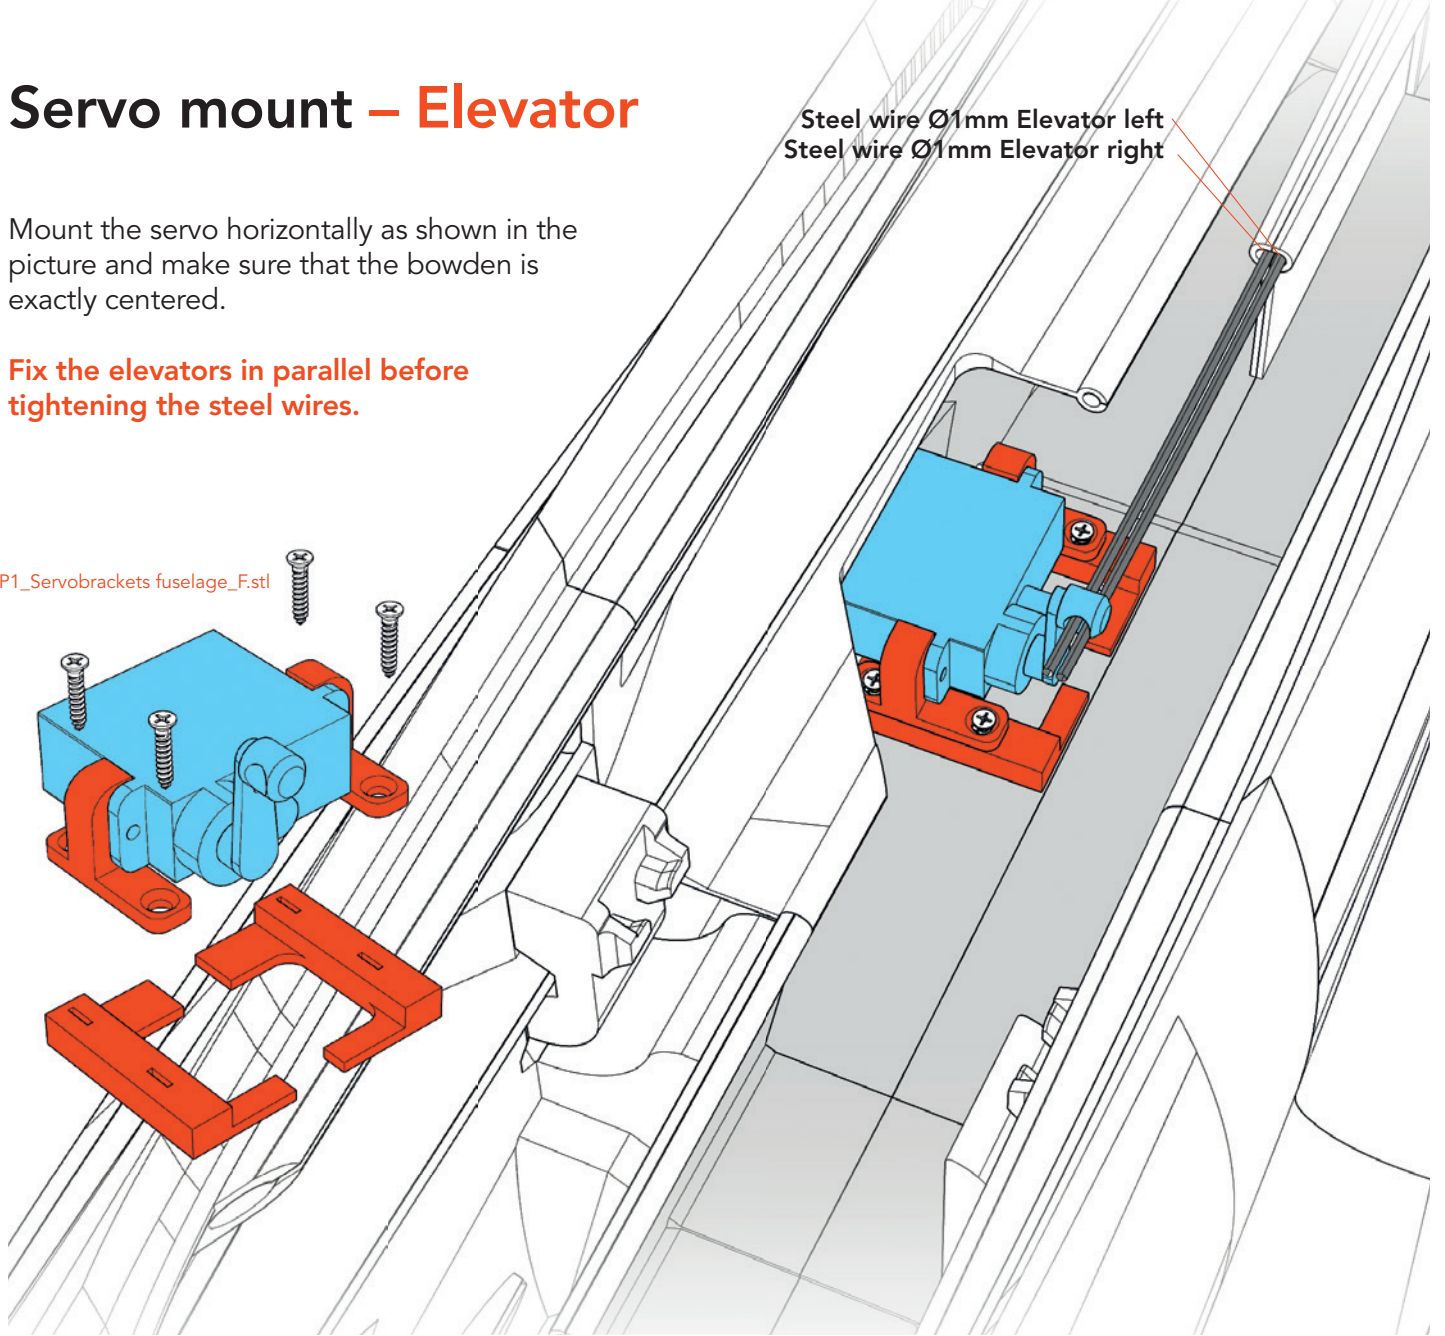 Servo mount – Elevator
Steel wire Ø1mm Elevator left
Steel wire Ø1mm Elevator right
Mount the servo horizontally as shown in the
picture and make sure that the bowden is
exactly centered.
Fix the elevators in parallel before
tightening the steel wires.
P1_Servobrackets fuselage_F.stl